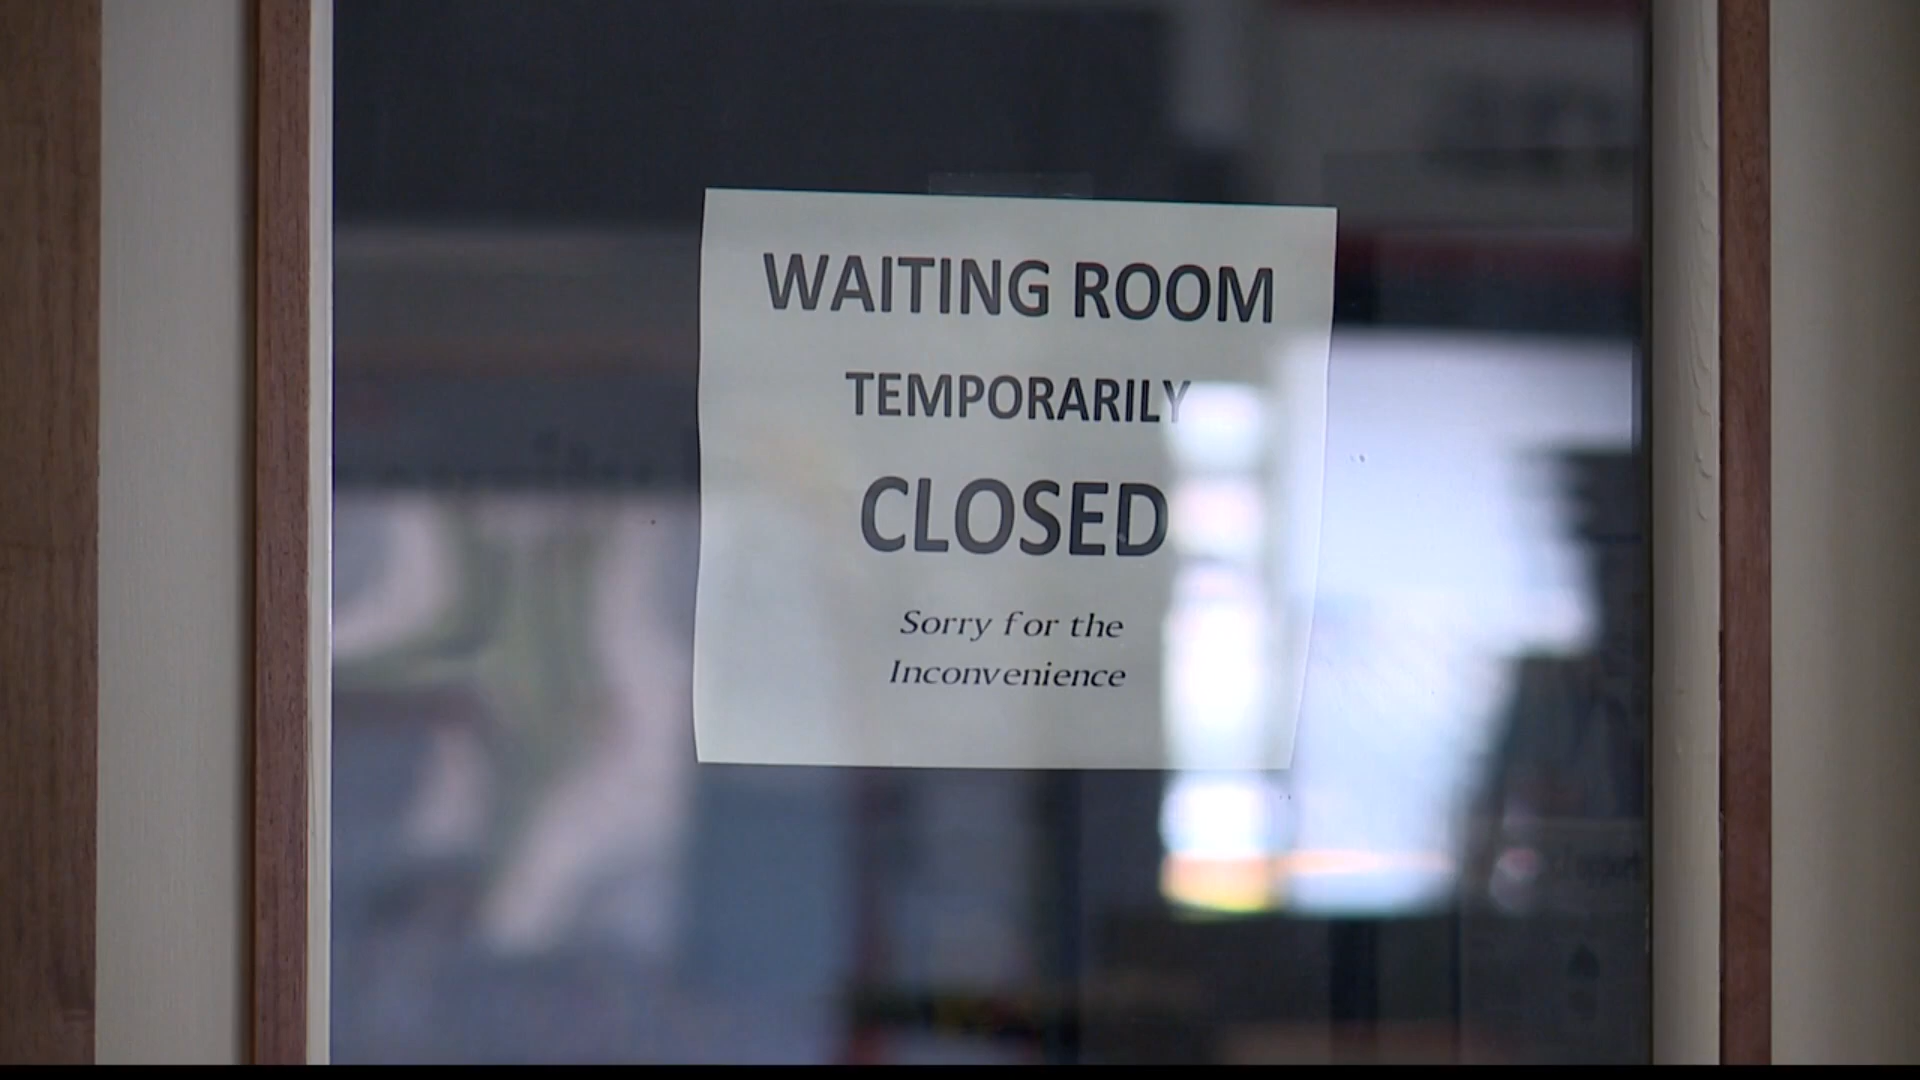 WAITING ROOM
TEMPORARILY
CLOSED
Sorry for the
Inconvenience